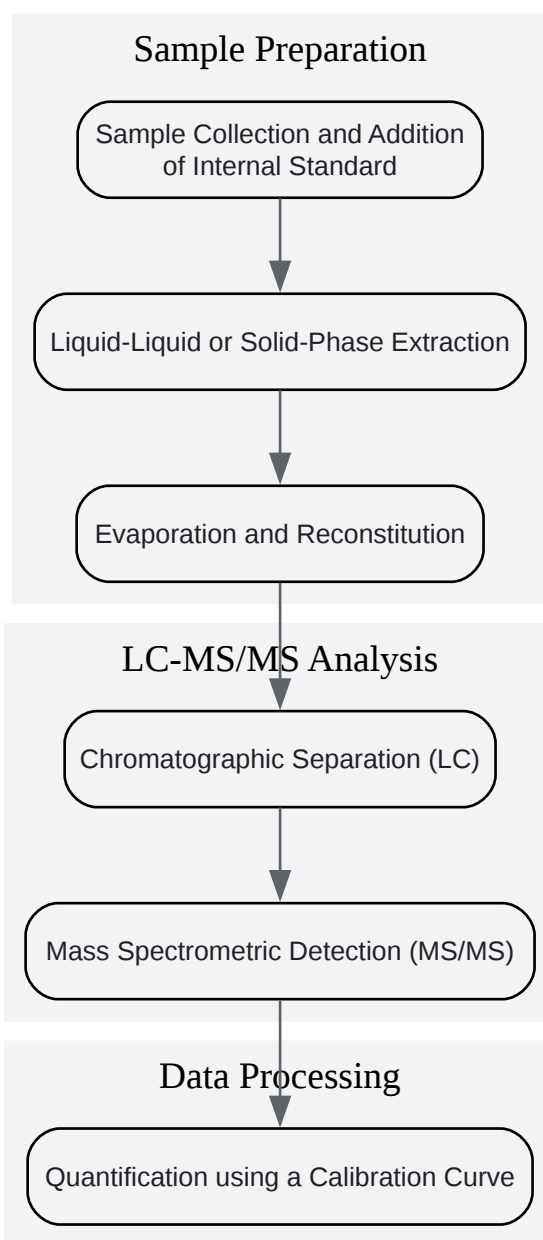 Sample Preparation
Sample Collection and Addition
of Internal Standard
Liquid-Liquid or Solid-Phase Extraction
Evaporation and Reconstitution
LC-MS/MS Analysis
Chromatographic Separation (LC)
Mass Spectrometric Detection (MS/MS)
Data Processing
Quantification using a Calibration Curve